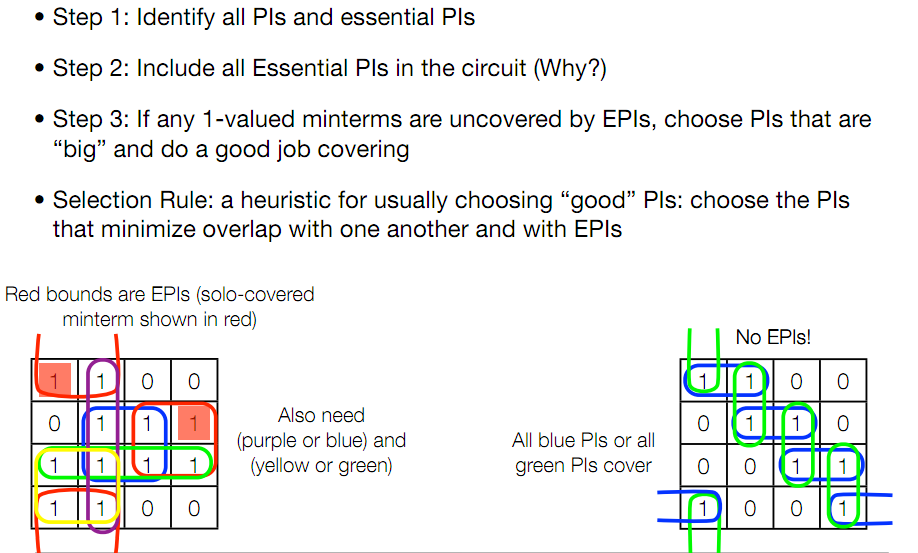 • Step 1: Identify all PIs and essential PIs
• Step 2: Include all Essential PIs in the circuit (Why?)
• Step 3: If any 1-valued minterms are uncovered by EPIs, choose PIs that are
“big” and do a good job covering
• Selection Rule: a heuristic for usually choosing “good” PIs: choose the PIs
that minimize overlap with one another and with EPIs
Red bounds are EPIs (solo-covered
minterm shown in red)
1 1 0 0
0 1 1 1
1 1 1 1
1 1 0 0
Also need
(purple or blue) and
(yellow or green)
All blue PIs or all
green PIs cover
No EPIs!
1 1 0 0
0 1 1 0
0 0 1 1
1 0 0 1